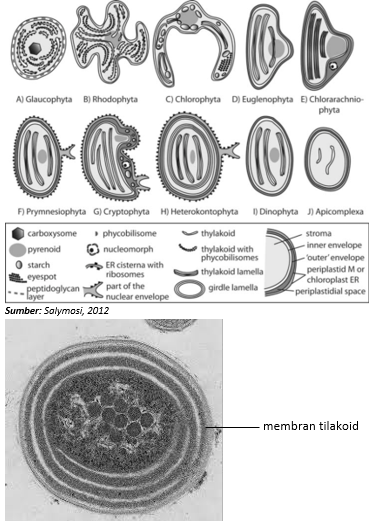 A) Glaucophyta B) Rhodophyta C) Chlorophyta D) Euglenophyta E) Chlorarachnio-
phyta
F) Prymnesiophyta G) Cryptophyta H) Heterokontophyta I) Dinophyta J) Apicomplexa
carboxysome
pyrenoid
starch
eyespot
peptidoglycan
layer
phycobilisome
nucleomorph
ER cisterna with
ribosomes
part of the
nuclear envelope
thylakoid
thylakoid with
phycobilisomes
thylakoid lamella
girdle lamella
stroma
inner envelope
'outer' envelope
periplastid M or
chloroplast ER
periplastidial space
Sumber: Salymosi, 2012
membran tilakoid